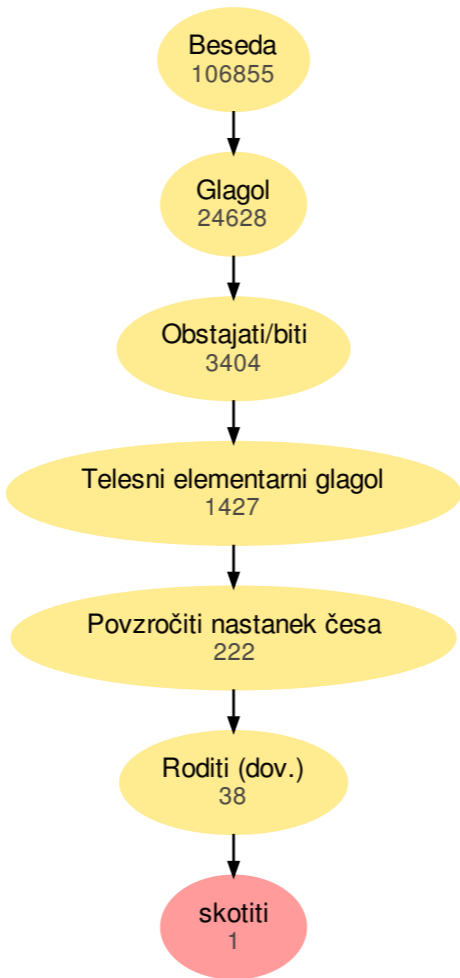 Beseda
106855
Glagol
24628
Obstajati/biti
3404
Telesni elementarni glagol
1427
Povzročiti nastanek česa
222
Roditi (dov.)
38
skotiti
1